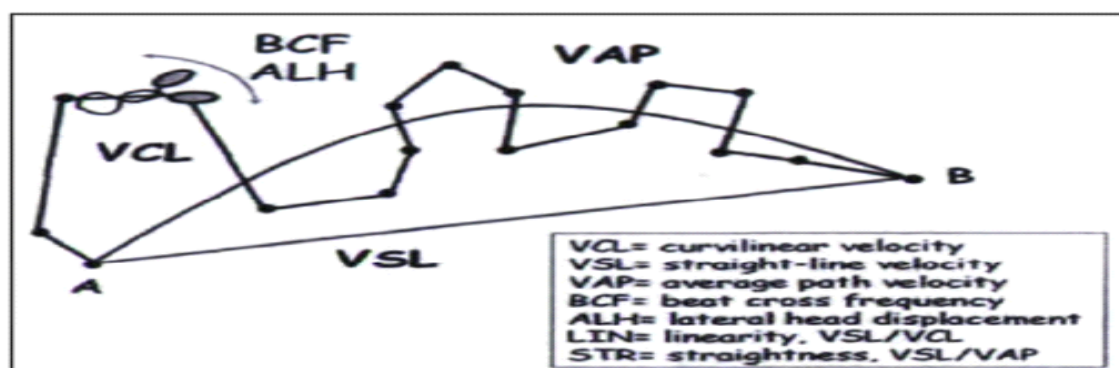 BCF
ALH
VAP
VCL
B
VSL
A
VCL= curvilinear velocity
VSL= straight-line velocity
VAP= average path velocity
BCF= beat cross frequency
ALH= lateral head displacement
LIN= linearity, VSL/VCL
STR= straightness, VSL/VAP